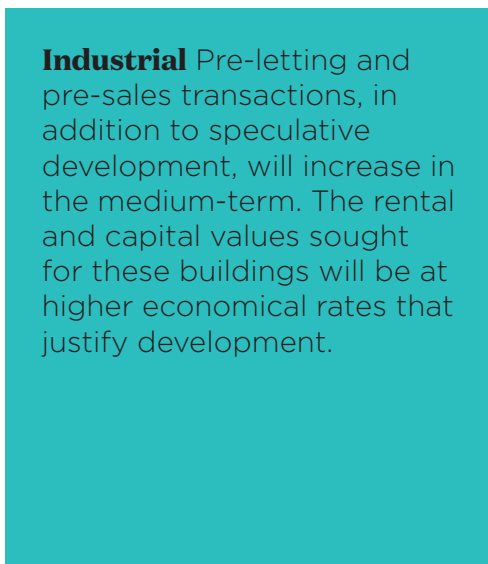 Industrial Pre-letting and
pre-sales transactions, in
addition to speculative
development, will increase in
the medium-term. The rental
and capital values sought
for these buildings will be at
higher economical rates that
justify development.